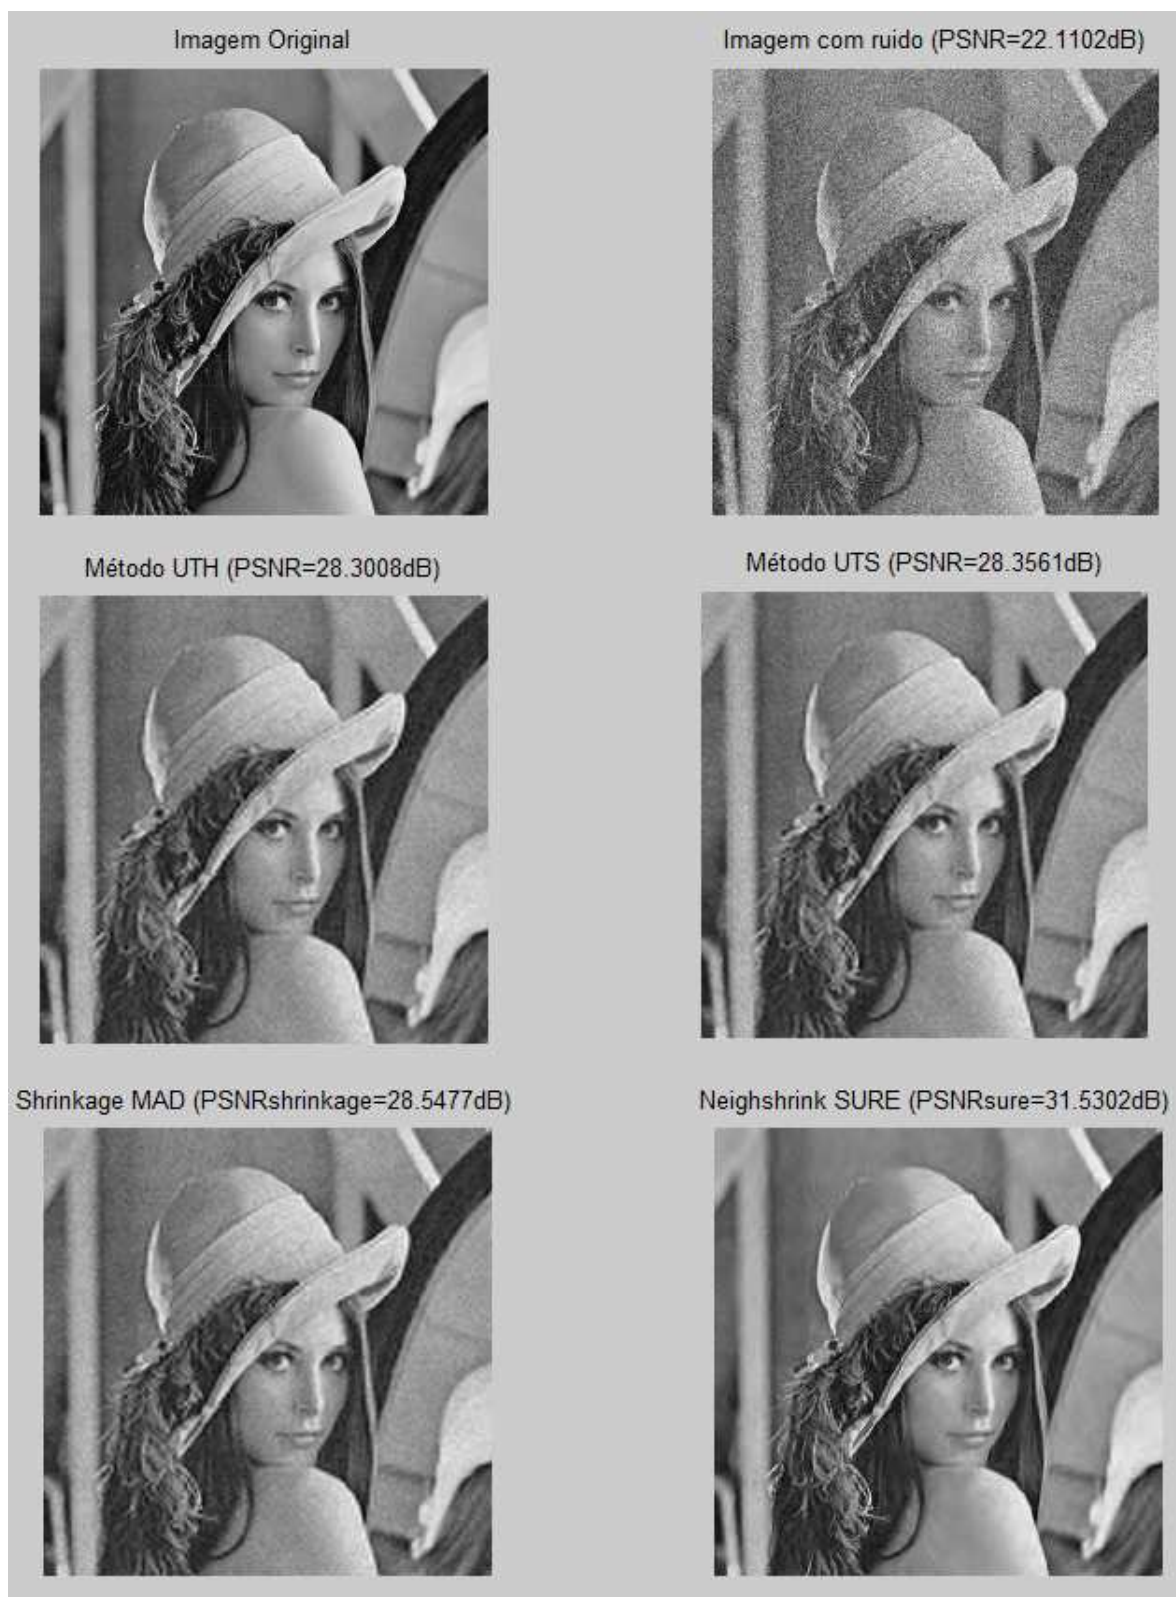 Imagem Original
Imagem com ruido (PSNR=22.1102dB)
Método UTH (PSNR=28.3008dB)
Método UTS (PSNR=28.3561dB)
Shrinkage MAD (PSNRshrinkage=28.5477dB)
Neighshrink SURE (PSNRsure=31.5302dB)